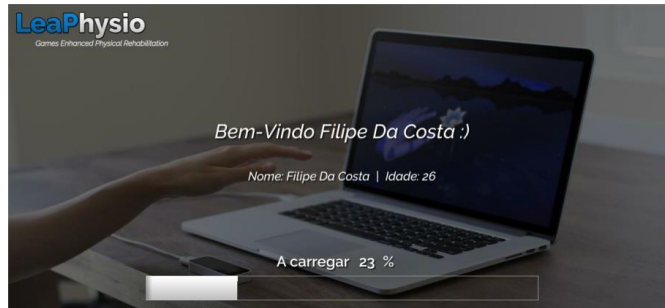 LeaPhysio
Games Enhanced Physical Rehabilitation
Bem-Vindo Filipe Da Costa :)
Nome: Filipe Da Costa | Idade: 26
A carregar 23 %